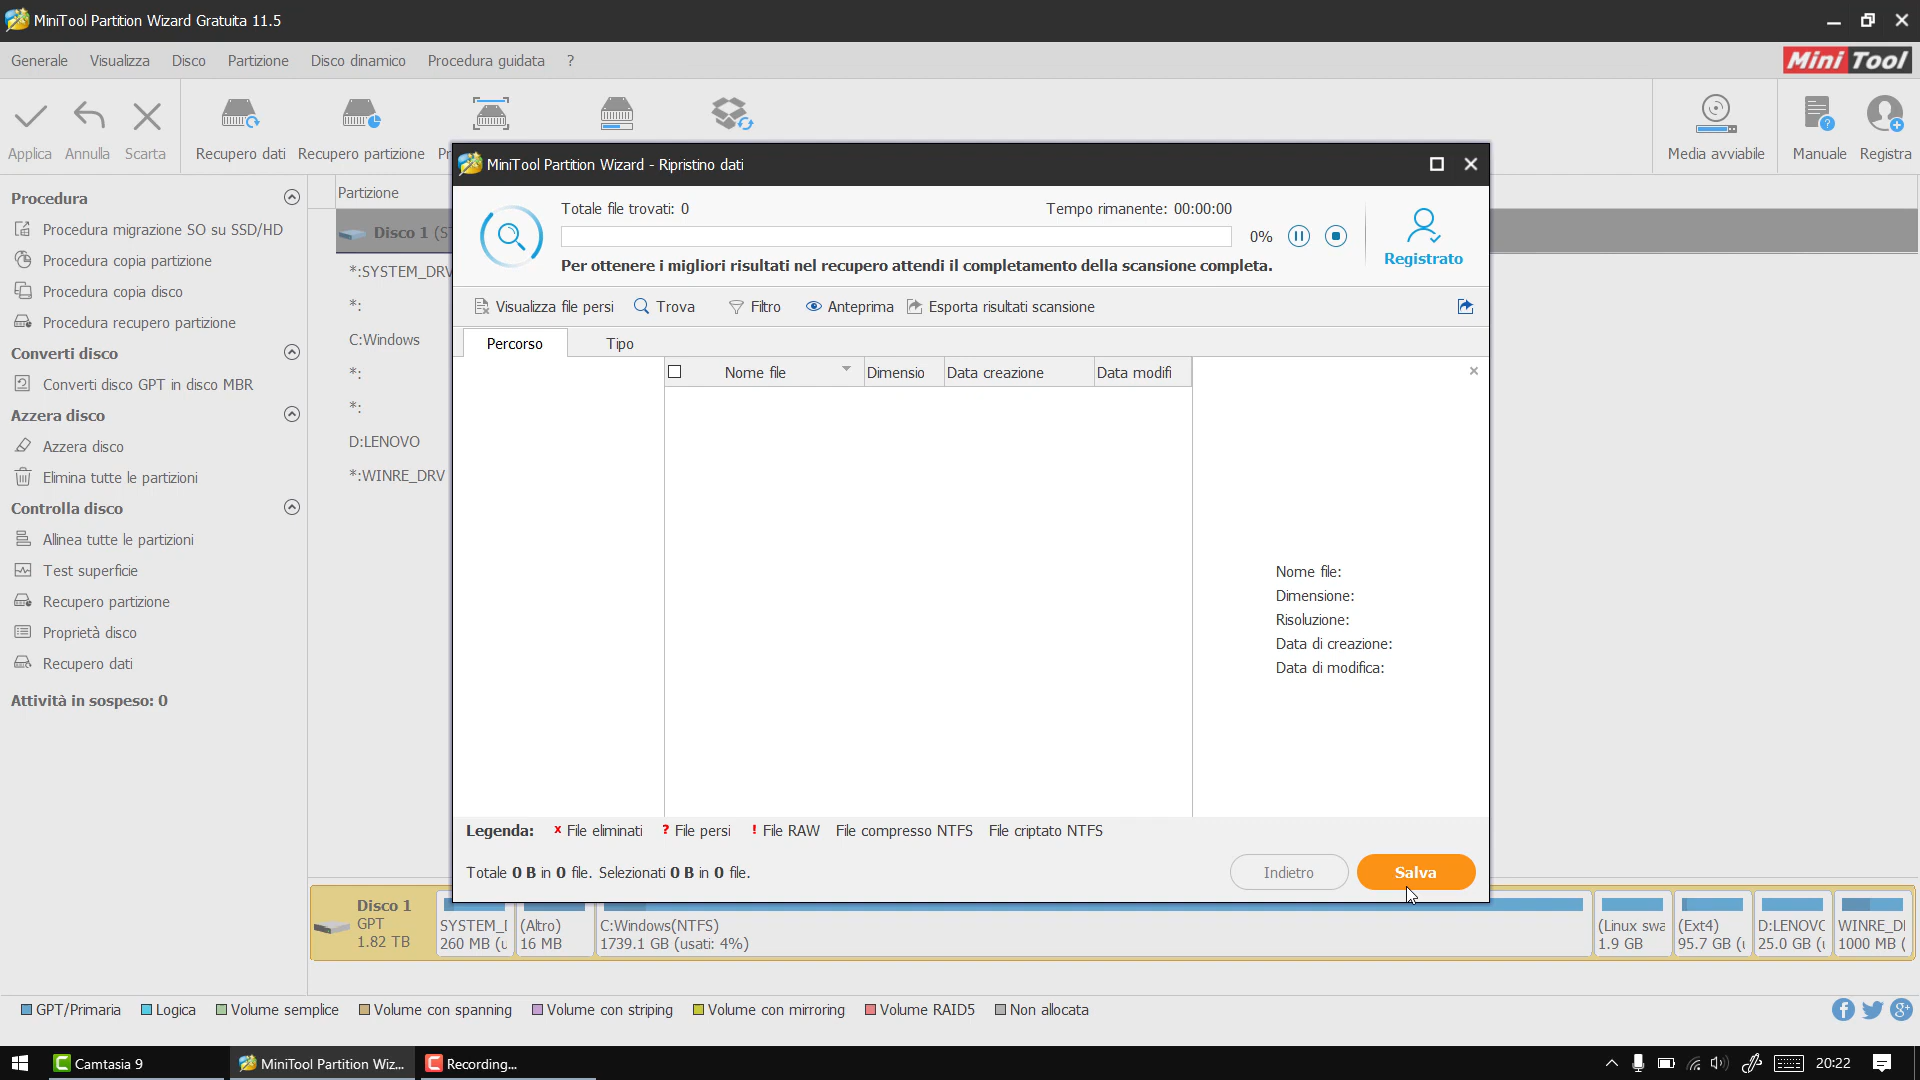 MiniTool Partition Wizard Gratuita 11.5
Generale Visualizza Disco Partizione Disco dinamico Procedura guidata ?
Mini Tool
Applica Annulla Scarta Recupero dati Recupero partizione Media avviabile Manuale Registra
Procedura
Procedura migrazione SO su SSD/HD
Procedura copia partizione
Procedura copia disco
Procedura recupero partizione
Converti disco
Converti disco GPT in disco MBR
Azzera disco
Azzera disco
Elimina tutte le partizioni
Controlla disco
Allinea tutte le partizioni
Test superficie
Recupero partizione
Proprietà disco
Recupero dati
Attività in sospeso: 0
Partizione
Disco 1 (S
*:SYSTEM_DRV
*:
C:Windows
*:
*:
D:LENOVO
*:WINRE_DRV
MiniTool Partition Wizard - Ripristino dati
Totale file trovati: 0 Tempo rimanente: 00:00:00
0%
Per ottenere i migliori risultati nel recupero attendi il completamento della scansione completa.
Registrato
Visualizza file persi Trova Filtro Anteprima Esporta risultati scansione
Percorso Tipo
Nome file Dimensio Data creazione Data modifi
Nome file:
Dimensione:
Risoluzione:
Data di creazione:
Data di modifica:
Legenda: x File eliminati ? File persi ! File RAW File compresso NTFS File criptato NTFS
Totale 0 B in 0 file. Selezionati 0 B in 0 file.
Indietro Salva
Disco 1
GPT
1.82 TB
SYSTEM_
260 MB (u
(Altro)
16 MB
C:Windows(NTFS)
1739.1 GB (usati: 4%)
(Linux swa
1.9 GB
(Ext4)
95.7 GB (
D:LENOVO
25.0 GB (
WINRE_D
1000 MB (
GPT/Primaria Logica Volume semplice Volume con spanning Volume con striping Volume con mirroring Volume RAID5 Non allocata
Camtasia 9 MiniTool Partition Wiz... Recording... 20:22